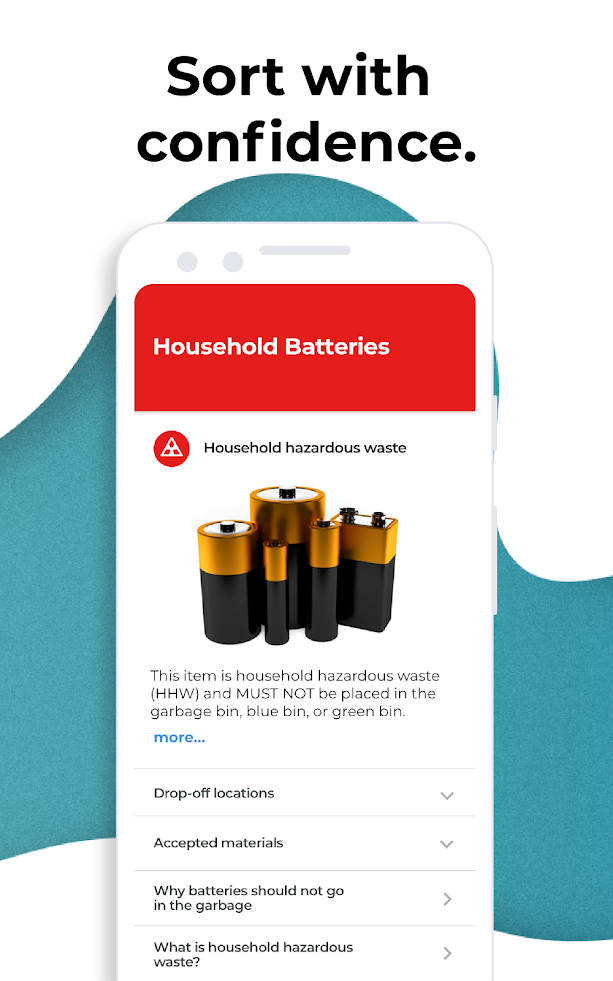 Sort with
confidence.
Household Batteries
Household hazardous waste
This item is household hazardous waste
(HHW) and MUST NOT be placed in the
garbage bin, blue bin, or green bin.
more...
Drop-off locations
Accepted materials
Why batteries should not go
in the garbage
What is household hazardous
waste?